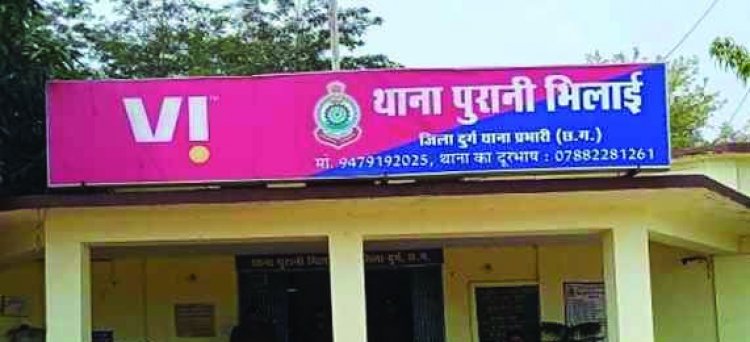 VI
थाना पुरानी भिलाई
जिला दुर्ग थाना प्रभारी (छ.ग.)
मो. 9479192025, थाना का दूरभाष : 07882281261
थाना पुरानी भिला जिला दुर्ग, छ.ग.